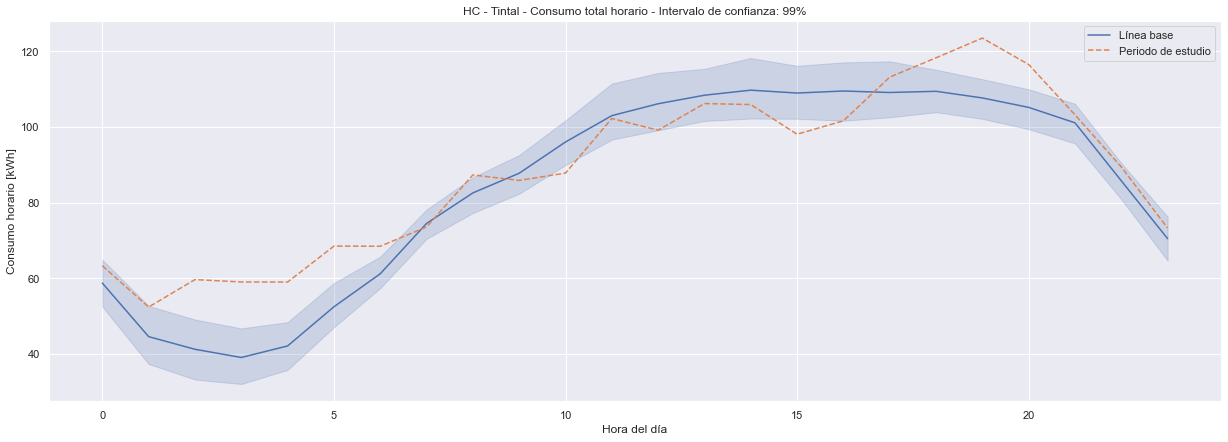 HC - Tintal - Consumo total horario - Intervalo de confianza: 99%
Línea base
Periodo de estudio
Consumo horario [kWh]
120
100
80
60
40
0
5
10
15
20
Hora del día